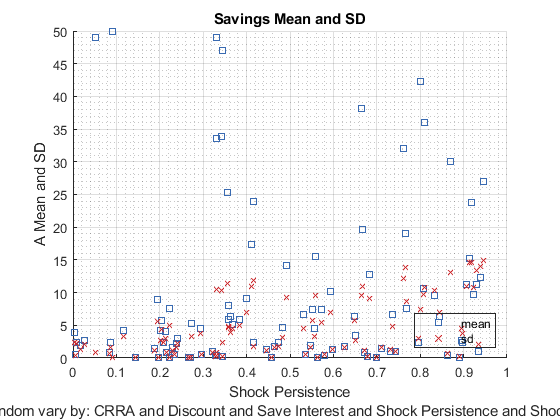 Savings Mean and SD
A Mean and SD
50
45
40
35
30
25
20
15
10
5
0
mean
sd
0 0.1 0.2 0.3 0.4 0.5 0.6 0.7 0.8 0.9 1
Shock Persistence
ndom vary by: CRRA and Discount and Save Interest and Shock Persistence and Shoc